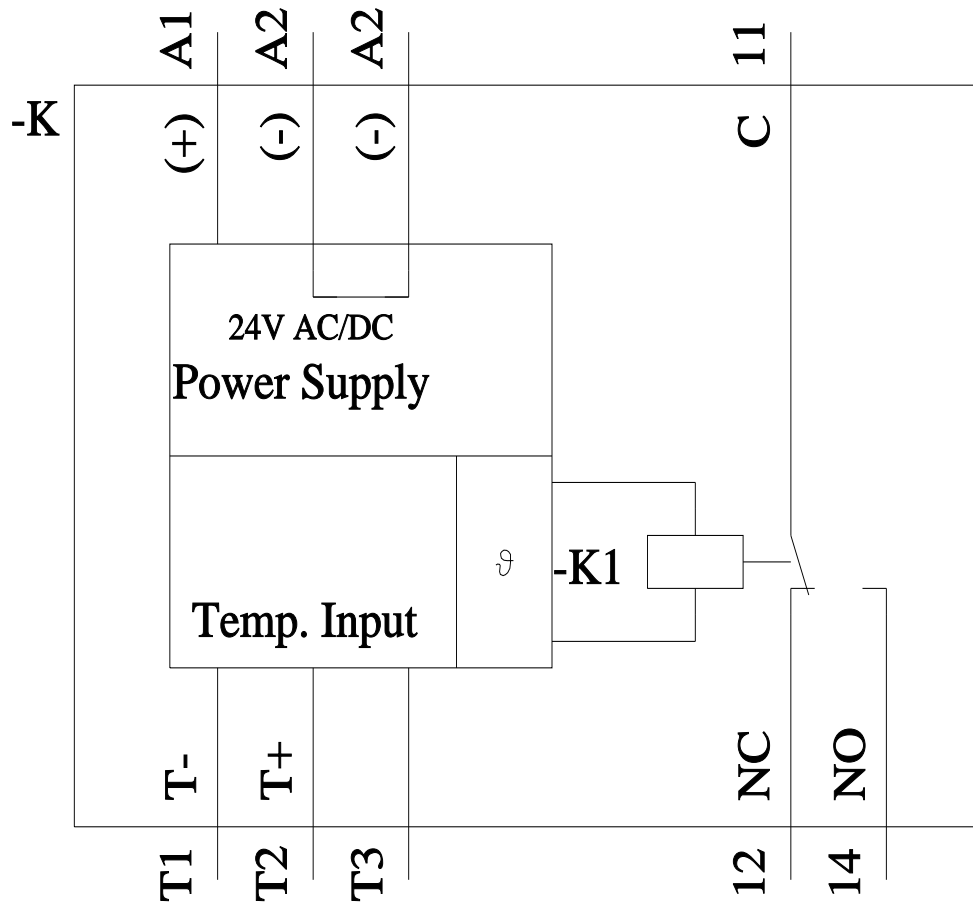 A1
A2
A2
11
-K
(+)
(-)
(-)
C
24V AC/DC
Power Supply
ϑ
-K1
Temp. Input
T-
T+
NC
NO
T1
T2
T3
12
14